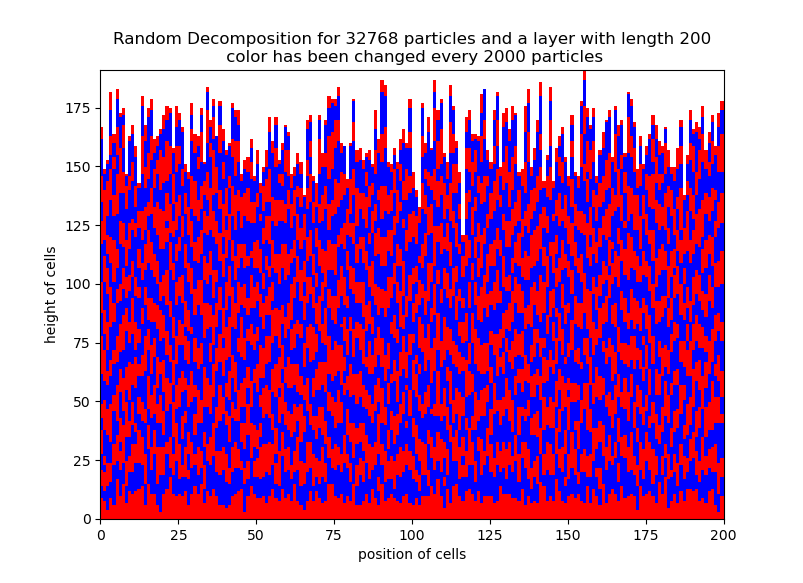 Random Decomposition for 32768 particles and a layer with length 200
color has been changed every 2000 particles
height of cells
175
150
125
100
75
50
25
0
0 25 50 75 100 125 150 175 200
position of cells